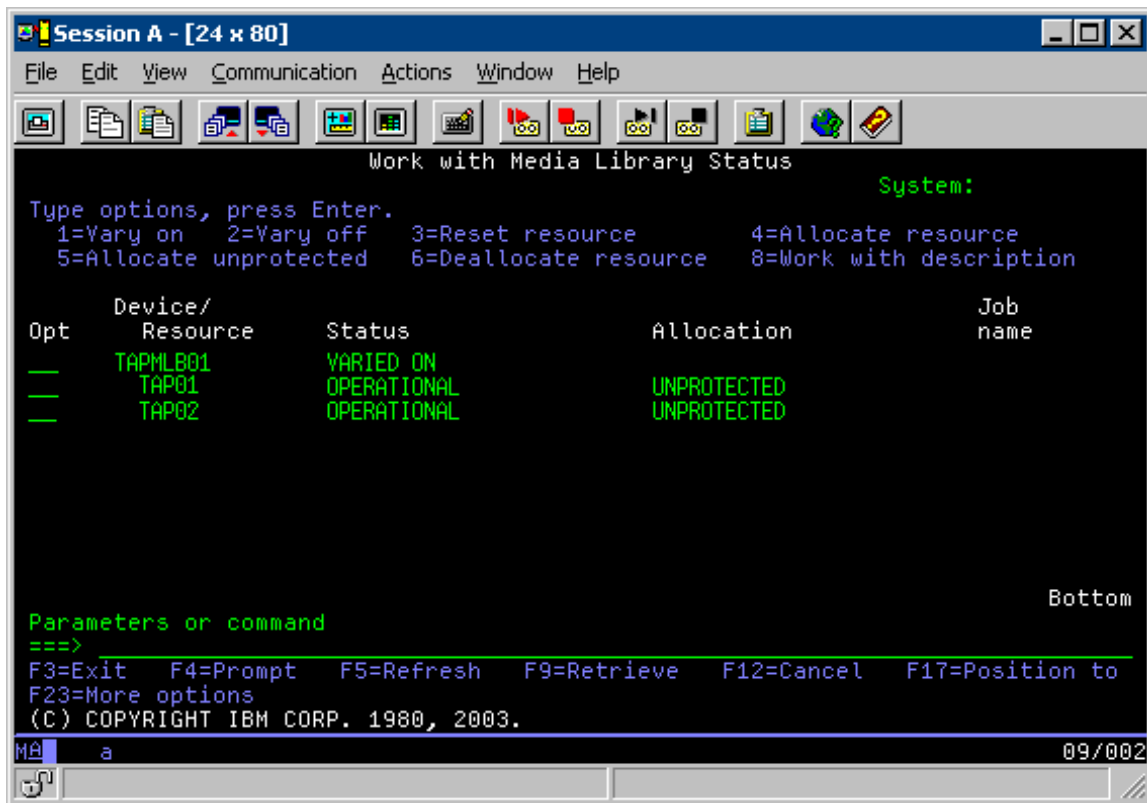 Session A - [24 x 80]
File Edit View Communication Actions Window Help
Work with Media Library Status
System:
Type options, press Enter.
1=Vary on 2=Vary off 3=Reset resource 4=Allocate resource
5=Allocate unprotected 6=Deallocate resource 8=Work with description
Device/ Job
Opt Resource Status Allocation name
TAPMLB01 VARIED ON
TAP01 OPERATIONAL UNPROTECTED
TAP02 OPERATIONAL UNPROTECTED
Bottom
Parameters or command
===>
F3=Exit F4=Prompt F5=Refresh F9=Retrieve F12=Cancel F17=Position to
F23=More options
(C) COPYRIGHT IBM CORP. 1980, 2003.
MA a 09/002